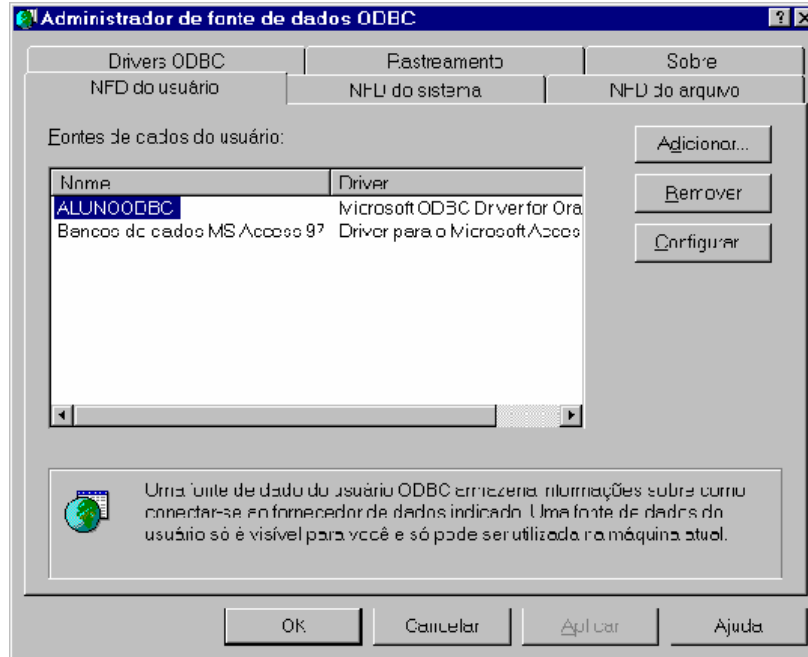 Administrador de fonte de dados ODBC
Drivers ODBC Rastreamento Sobre
NFD do usuário NFD do sistema NFD do arquivo
Fontes de dados do usuário:
Adicionar...
Nome Driver
Remover
ALUNOODBC Microsoft ODBC Driver for Ora
Bancos de dados MS Access 97 Driver para o Microsoft Acces
Configurar
Uma fonte de dado do usuário ODBC armazena informações sobre como
conectar-se ao fornecedor de dados indicado. Uma fonte de dados do
usuário só é visível para você e só pode ser utilizada na máquina atual.
OK Cancelar Aplicar Ajuda